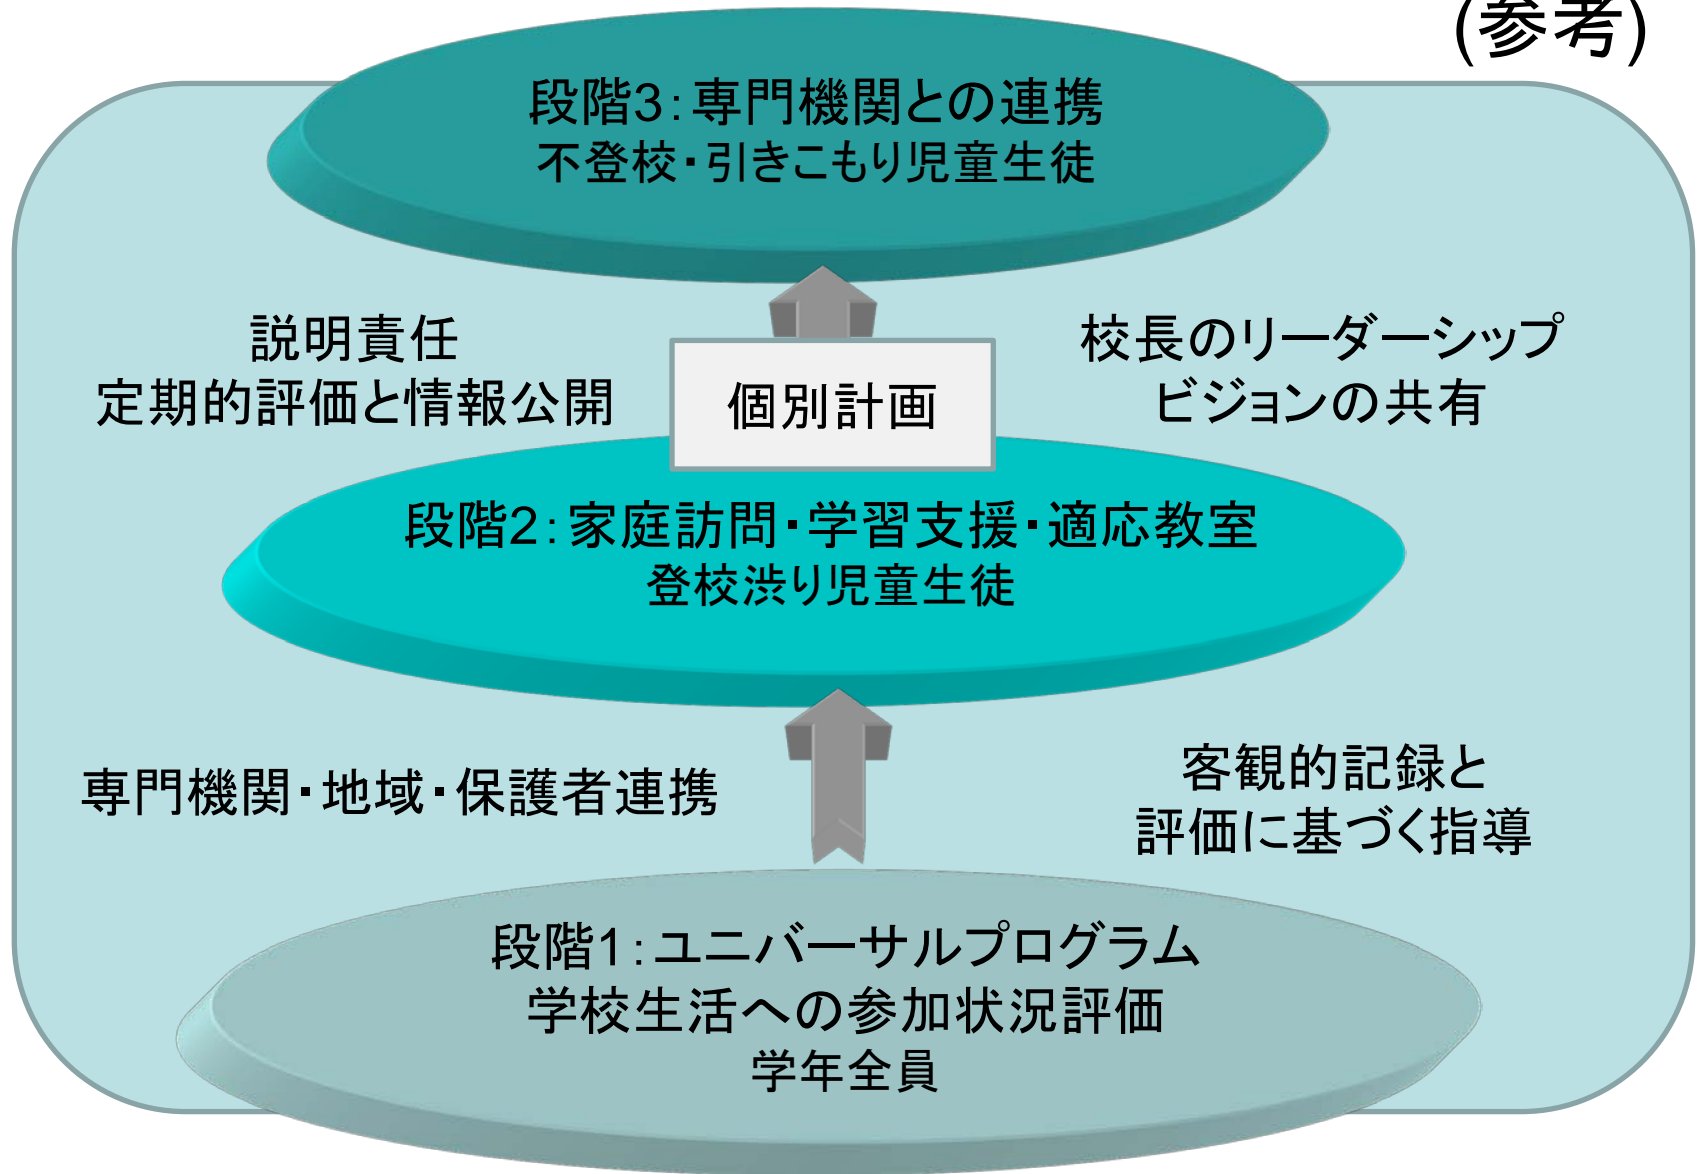 (参考)
段階3:専門機関との連携
不登校・引きこもり児童生徒
説明責任
定期的評価と情報公開
個別計画
校長のリーダーシップ
ビジョンの共有
段階2:家庭訪問・学習支援・適応教室
登校渋り児童生徒
専門機関・地域・保護者連携
客観的記録と
評価に基づく指導
段階1:ユニバーサルプログラム
学校生活への参加状況評価
学年全員